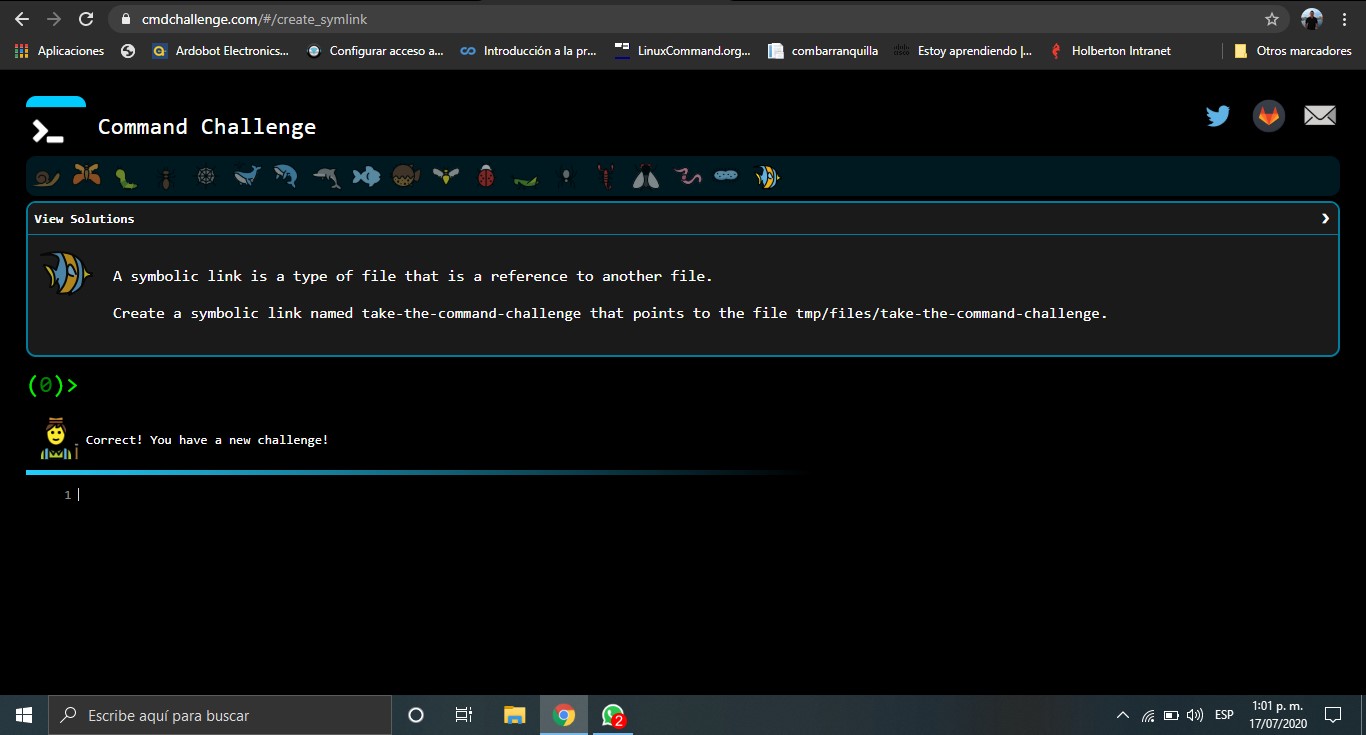 cmdchallenge.com/#/create_symlink
Aplicaciones
Ardobot Electronics...
Configurar acceso a...
Introducción a la pr...
LinuxCommand.org...
combarranquilla
Estoy aprendiendo |...
Holberton Intranet
Otros marcadores
Command Challenge
View Solutions
A symbolic link is a type of file that is a reference to another file.
Create a symbolic link named take-the-command-challenge that points to the file tmp/files/take-the-command-challenge.
(0)>
Correct! You have a new challenge!
1
Escribe aquí para buscar
2
ESP
1:01 p. m.
17/07/2020